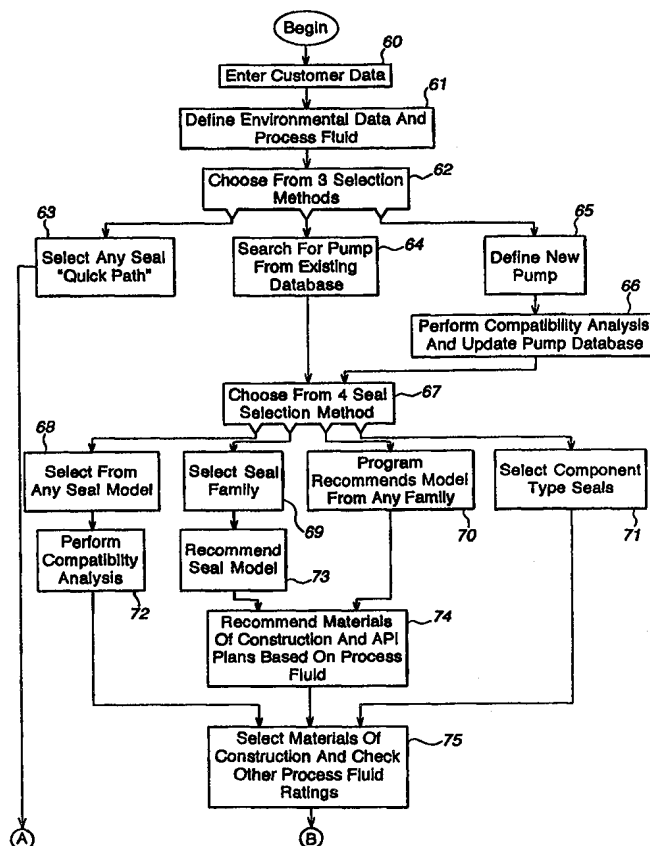 Begin
60
Enter Customer Data
61
Define Environmental Data And
Process Fluid
62
Choose From 3 Selection
Methods
63
Select Any Seal
"Quick Path"
64
Search For Pump
From Existing
Database
65
Define New
Pump
66
Perform Compatibility Analysis
And Update Pump Database
67
Choose From 4 Seal
Selection Method
68
Select From
Any Seal Model
Select Seal
Family
69
Program
Recommends Model
From Any Family
70
Select Component
Type Seals
71
Perform
Compatibility
Analysis
72
Recommend
Seal Model
73
Recommend Materials
Of Construction And API
Plans Based On Process
Fluid
74
Select Materials Of
Construction And Check
Other Process Fluid
Ratings
75
A
B